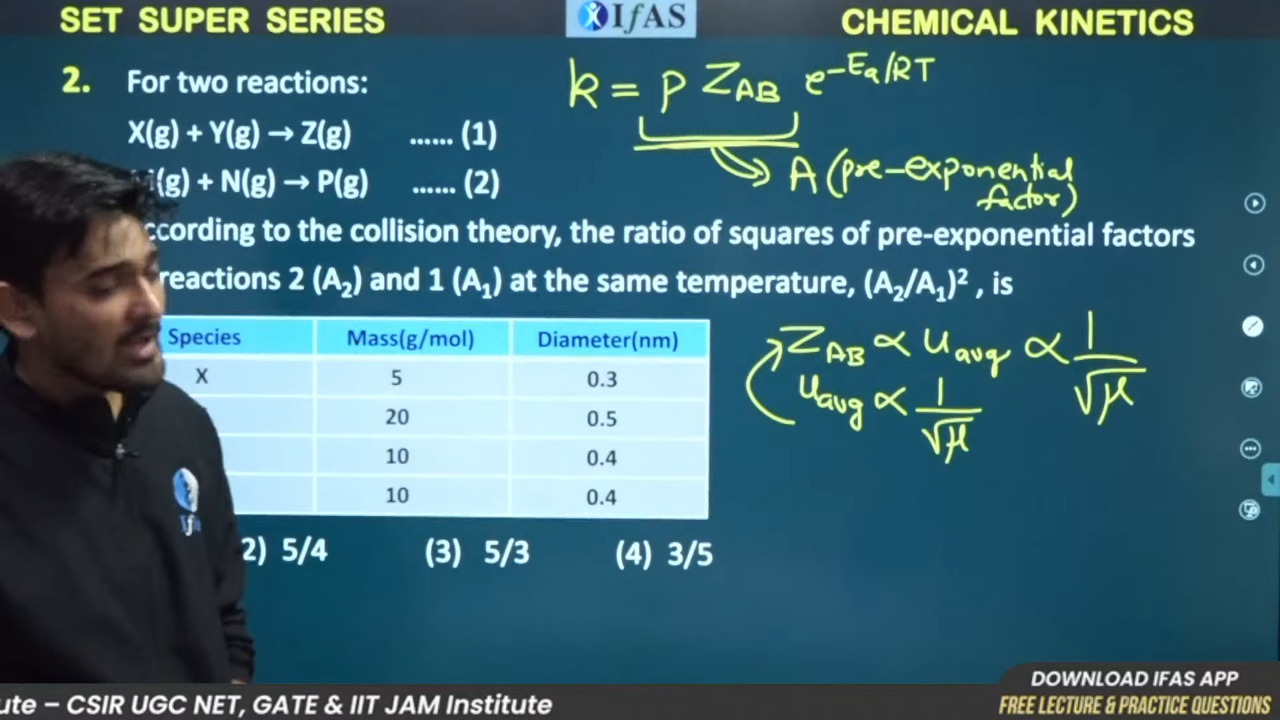 SET SUPER SERIES
IfAS
CHEMICAL KINETICS
2. For two reactions:
X(g) + Y(g) → Z(g) ...... (1)
(g) + N(g) → P(g) ...... (2)
ccording to the collision theory, the ratio of squares of pre-exponential factors
reactions 2 (A₂) and 1 (A₁) at the same temperature, (A₂/A₁)² , is
k = P Z_AB e^-Ea/RT
A (pre-exponential
factor)
Species Mass(g/mol) Diameter(nm)
X 5 0.3
20 0.5
10 0.4
10 0.4
Z_AB ∝ u_avg ∝ 1/√μ
u_avg ∝ 1/√μ
2) 5/4 (3) 5/3 (4) 3/5
DOWNLOAD IFAS APP
ute – CSIR UGC NET, GATE & IIT JAM Institute
FREE LECTURE & PRACTICE QUESTIONS